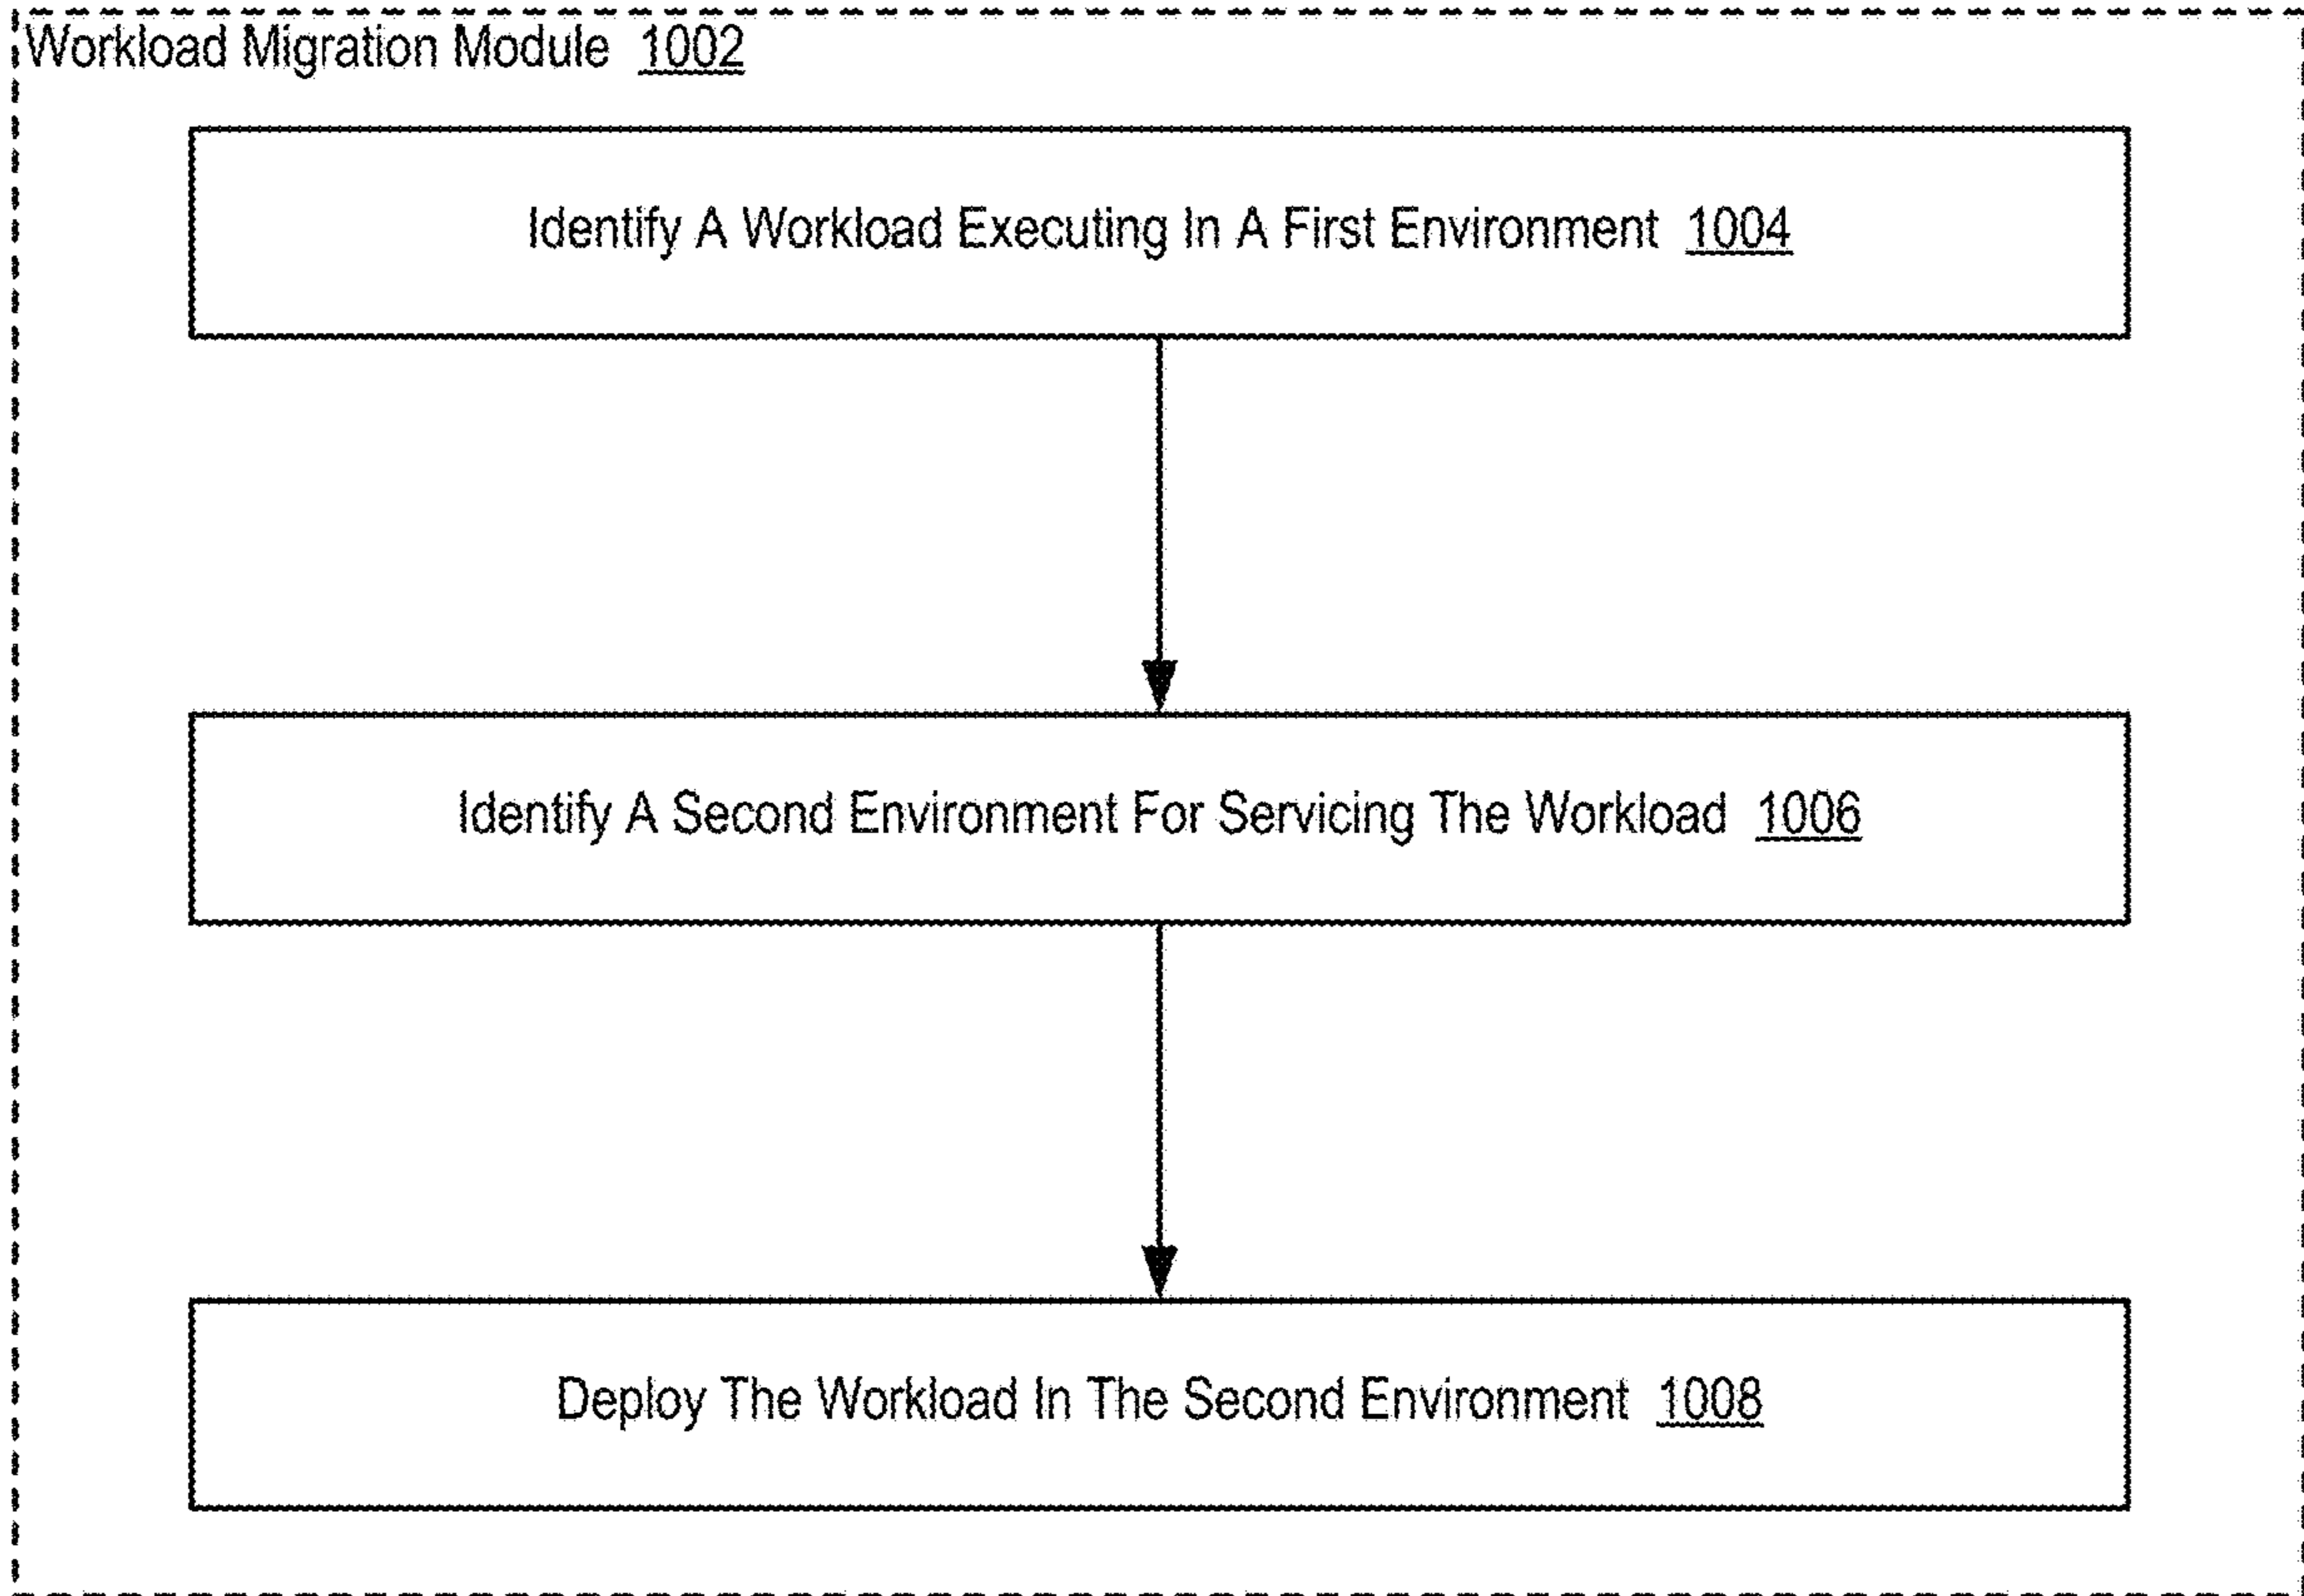 Workload Migration Module 1002
Identify A Workload Executing In A First Environment 1004
Identify A Second Environment For Servicing The Workload 1006
Deploy The Workload In The Second Environment 1008